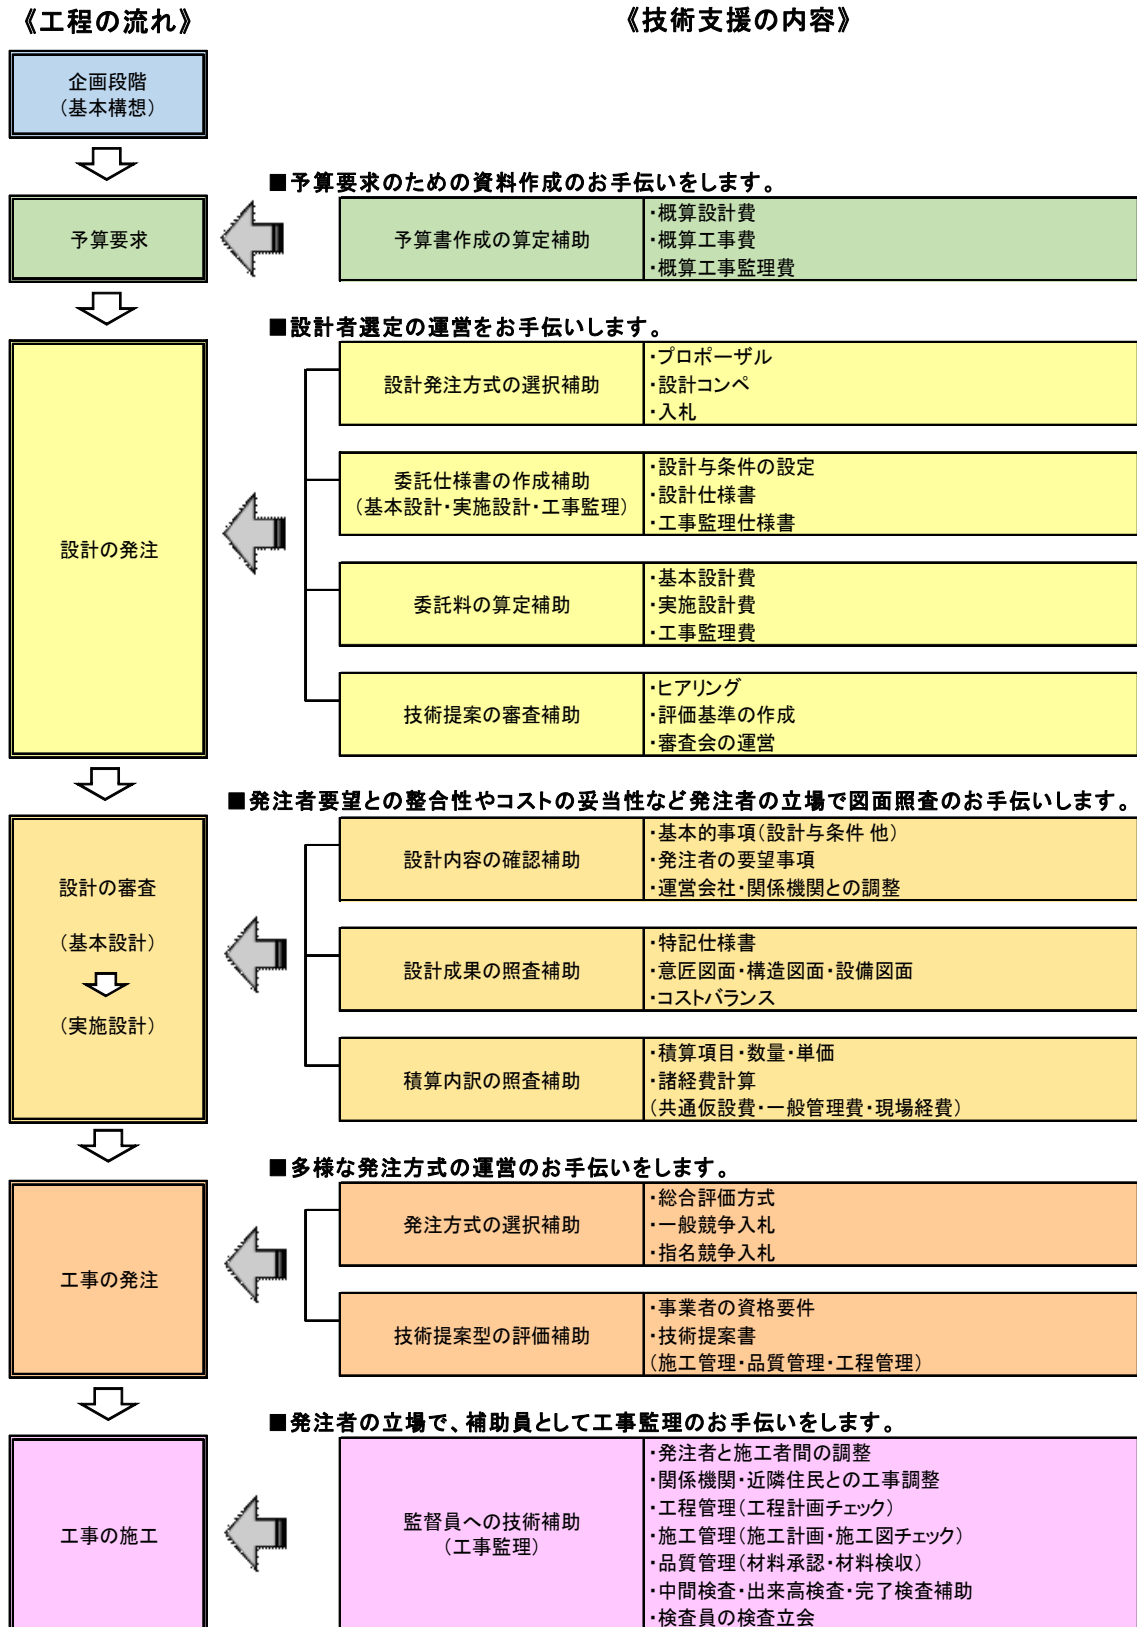 《工程の流れ》
《技術支援の内容》
企画段階
（基本構想）
■予算要求のための資料作成のお手伝いをします。
予算要求
予算書作成の算定補助
・概算設計費
・概算工事費
・概算工事監理費
■設計者選定の運営をお手伝いします。
設計の発注
設計発注方式の選択補助
・プロポーザル
・設計コンペ
・入札
委託仕様書の作成補助
（基本設計・実施設計・工事監理）
・設計与条件の設定
・設計仕様書
・工事監理仕様書
委託料の算定補助
・基本設計費
・実施設計費
・工事監理費
技術提案の審査補助
・ヒアリング
・評価基準の作成
・審査会の運営
■発注者要望との整合性やコストの妥当性など発注者の立場で図面照査のお手伝いします。
設計の審査
（基本設計）
（実施設計）
設計内容の確認補助
・基本的事項（設計与条件 他）
・発注者の要望事項
・運営会社・関係機関との調整
設計成果の照査補助
・特記仕様書
・意匠図面・構造図面・設備図面
・コストバランス
積算内訳の照査補助
・積算項目・数量・単価
・諸経費計算
（共通仮設費・一般管理費・現場経費）
■多様な発注方式の運営のお手伝いをします。
工事の発注
発注方式の選択補助
・総合評価方式
・一般競争入札
・指名競争入札
技術提案型の評価補助
・事業者の資格要件
・技術提案書
（施工管理・品質管理・工程管理）
■発注者の立場で、補助員として工事監理のお手伝いをします。
工事の施工
監督員への技術補助
（工事監理）
・発注者と施工者間の調整
・関係機関・近隣住民との工事調整
・工程管理（工程計画チェック）
・施工管理（施工計画・施工図チェック）
・品質管理（材料承認・材料検収）
・中間検査・出来高検査・完了検査補助
・検査員の検査立会